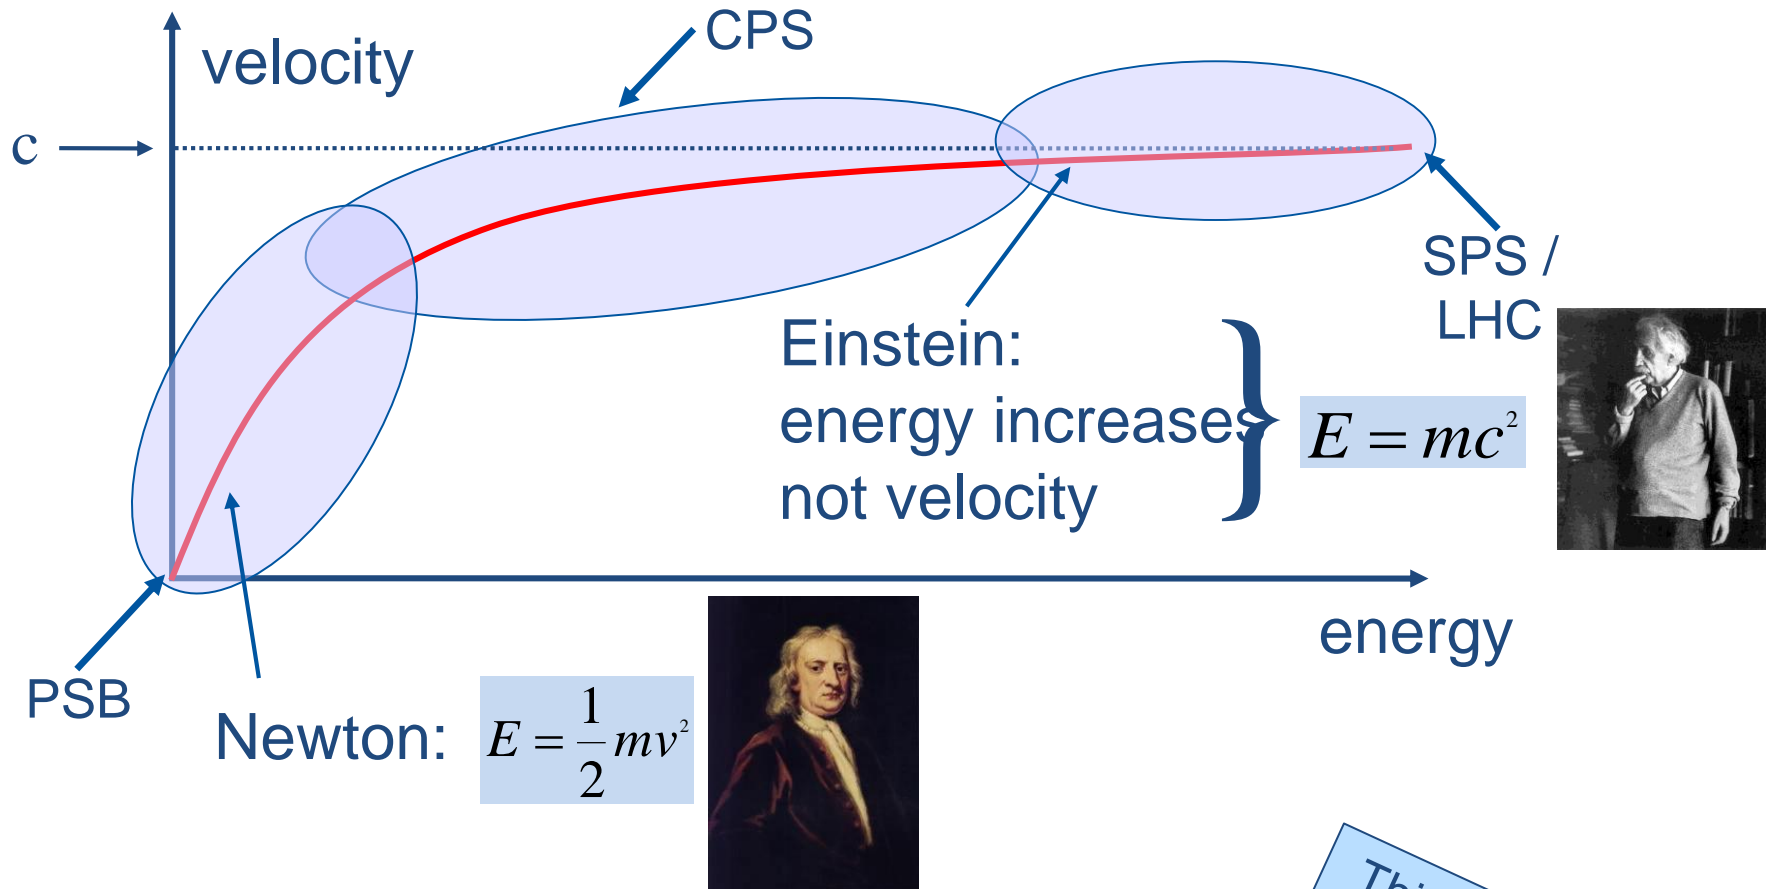 CPS
velocity
c
SPS /
LHC
Einstein:
energy increases
not velocity
E = mc²
energy
PSB
Newton:
E = 1/2 mv²